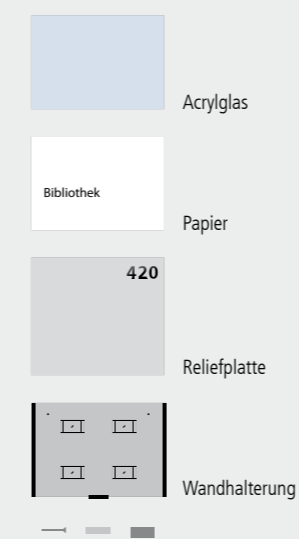 Acrylglas
Bibliothek
Papier
420
Reliefplatte
Wandhalterung